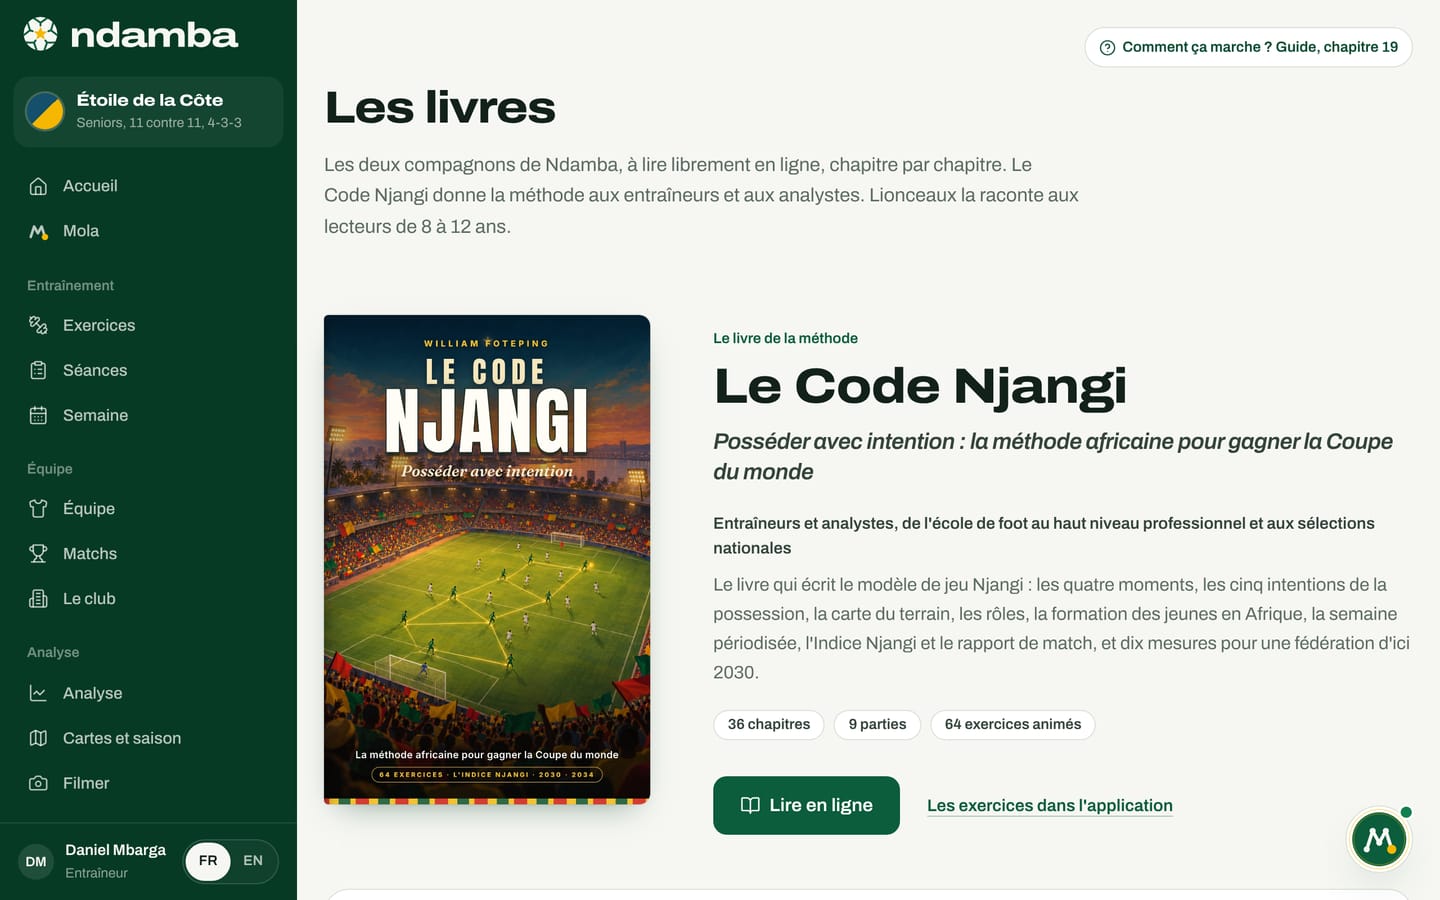 ndamba
Étoile de la Côte
Seniors, 11 contre 11, 4-3-3
Accueil
Mola
Entraînement
Exercices
Séances
Semaine
Équipe
Équipe
Matchs
Le club
Analyse
Analyse
Cartes et saison
Filmer
DM
Daniel Mbarga
Entraîneur
FR
EN
Comment ça marche ? Guide, chapitre 19
Les livres
Les deux compagnons de Ndamba, à lire librement en ligne, chapitre par chapitre. Le
Code Njangi donne la méthode aux entraîneurs et aux analystes. Lionceaux la raconte aux
lecteurs de 8 à 12 ans.
WILLIAM FOTEPING
LE CODE
NJANGI
Posséder avec intention
La méthode africaine pour gagner la Coupe du monde
64 EXERCICES · L'INDICE NJANGI · 2030 · 2034
Le livre de la méthode
Le Code Njangi
Posséder avec intention : la méthode africaine pour gagner la Coupe
du monde
Entraîneurs et analystes, de l'école de foot au haut niveau professionnel et aux sélections
nationales
Le livre qui écrit le modèle de jeu Njangi : les quatre moments, les cinq intentions de la
possession, la carte du terrain, les rôles, la formation des jeunes en Afrique, la semaine
périodisée, l'Indice Njangi et le rapport de match, et dix mesures pour une fédération d'ici
2030.
36 chapitres
9 parties
64 exercices animés
Lire en ligne
Les exercices dans l'application